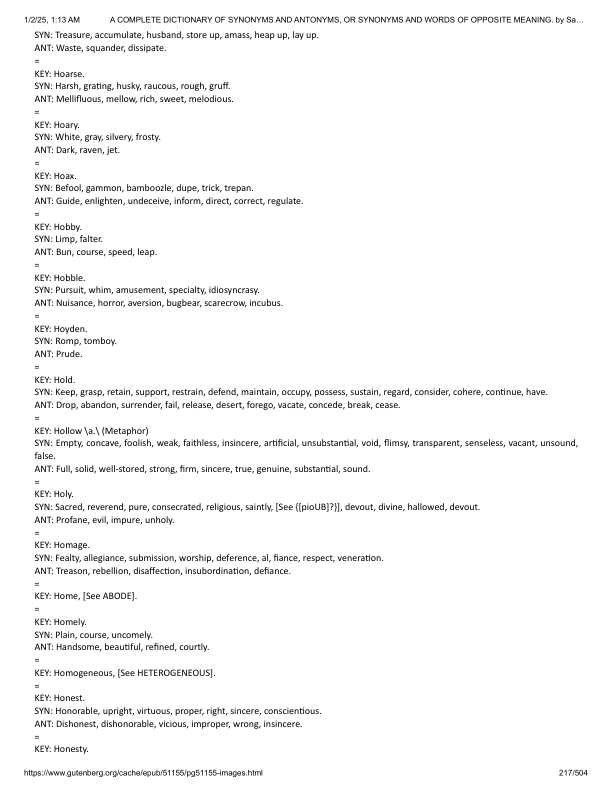 1/2/25, 1:13 AM A COMPLETE DICTIONARY OF SYNONYMS AND ANTONYMS, OR SYNONYMS AND WORDS OF OPPOSITE MEANING. by Sa…
SYN: Treasure, accumulate, husband, store up, amass, heap up, lay up.
ANT: Waste, squander, dissipate.
=
KEY: Hoarse.
SYN: Harsh, grating, husky, raucous, rough, gruff.
ANT: Mellifluous, mellow, rich, sweet, melodious.
=
KEY: Hoary.
SYN: White, gray, silvery, frosty.
ANT: Dark, raven, jet.
=
KEY: Hoax.
SYN: Befool, gammon, bamboozle, dupe, trick, trepan.
ANT: Guide, enlighten, undeceive, inform, direct, correct, regulate.
=
KEY: Hobby.
SYN: Limp, falter.
ANT: Bun, course, speed, leap.
=
KEY: Hobble.
SYN: Pursuit, whim, amusement, specialty, idiosyncrasy.
ANT: Nuisance, horror, aversion, bugbear, scarecrow, incubus.
=
KEY: Hoyden.
SYN: Romp, tomboy.
ANT: Prude.
=
KEY: Hold.
SYN: Keep, grasp, retain, support, restrain, defend, maintain, occupy, possess, sustain, regard, consider, cohere, continue, have.
ANT: Drop, abandon, surrender, fail, release, desert, forego, vacate, concede, break, cease.
=
KEY: Hollow \a.\ (Metaphor)
SYN: Empty, concave, foolish, weak, faithless, insincere, artificial, unsubstantial, void, flimsy, transparent, senseless, vacant, unsound,
false.
ANT: Full, solid, well-stored, strong, firm, sincere, true, genuine, substantial, sound.
=
KEY: Holy.
SYN: Sacred, reverend, pure, consecrated, religious, saintly, [See {[pioUB]?}], devout, divine, hallowed, devout.
ANT: Profane, evil, impure, unholy.
=
KEY: Homage.
SYN: Fealty, allegiance, submission, worship, deference, al, fiance, respect, veneration.
ANT: Treason, rebellion, disaffection, insubordination, defiance.
=
KEY: Home, [See ABODE].
=
KEY: Homely.
SYN: Plain, course, uncomely.
ANT: Handsome, beautiful, refined, courtly.
=
KEY: Homogeneous, [See HETEROGENEOUS].
=
KEY: Honest.
SYN: Honorable, upright, virtuous, proper, right, sincere, conscientious.
ANT: Dishonest, dishonorable, vicious, improper, wrong, insincere.
=
KEY: Honesty.
https://www.gutenberg.org/cache/epub/51155/pg51155-images.html 217/504